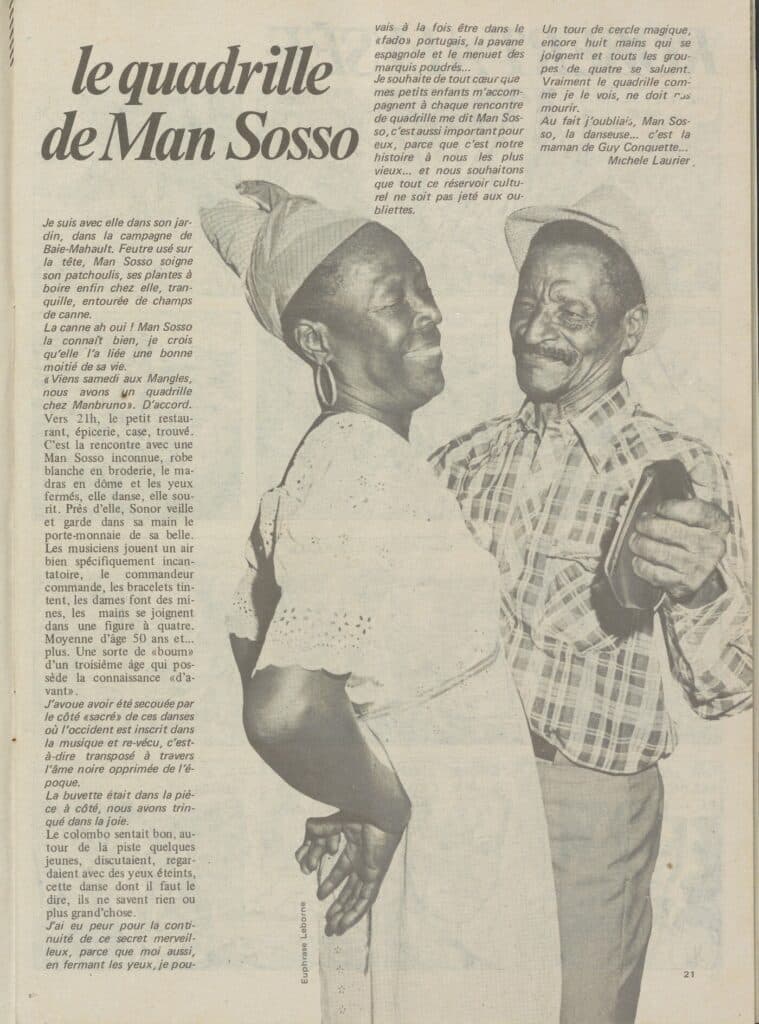 le quadrille
de Man Sosso
Je suis avec elle dans son jar-
din, dans la campagne de
Baie-Mahault. Feutre usé sur
la tête, Man Sosso soigne
son patchoulis, ses plantes à
boire enfin chez elle, tran-
quille, entourée de champs
de canne.
La canne ah oui ! Man Sosso
la connaît bien, je crois
qu'elle l'a liée une bonne
moitié de sa vie.
«Viens samedi aux Mangles,
nous avons un quadrille
chez Manbruno». D'accord.
Vers 21h, le petit restau-
rant, épicerie, case, trouvé.
C'est la rencontre avec une
Man Sosso inconnue, robe
blanche en broderie, le ma-
dras en dôme et les yeux
fermés, elle danse, elle sou-
rit. Près d'elle, Sonor veille
et garde dans sa main le
porte-monnaie de sa belle.
Les musiciens jouent un air
bien spécifiquement incan-
tatoire, le commandeur
commande, les bracelets tin-
tent, les dames font des mi-
nes, les mains se joignent
dans une figure à quatre.
Moyenne d'âge 50 ans et...
plus. Une sorte de «boum»
d'un troisième âge qui pos-
sède la connaissance «d'a-
vant».
J'avoue avoir été secouée par
le côté «sacré» de ces danses
où l'occident est inscrit dans
la musique et re-vécu, c'est-
à-dire transposé à travers
l'âme noire opprimée de l'é-
poque.
La buvette était dans la piè-
ce à côté, nous avons trin-
qué dans la joie.
Le colombo sentait bon, au-
tour de la piste quelques
jeunes, discutaient, regar-
daient avec des yeux éteints,
cette danse dont il faut le
dire, ils ne savent rien ou
plus grand'chose.
J'ai eu peur pour la conti-
nuité de ce secret merveil-
leux, parce que moi aussi,
en fermant les yeux, je pou-
vais à la fois être dans le
«fado» portugais, la pavane
espagnole et le menuet des
marquis poudrés...
Je souhaite de tout cœur que
mes petits enfants m'accom-
pagnent à chaque rencontre
de quadrille me dit Man Sos-
so, c'est aussi important pour
eux, parce que c'est notre
histoire à nous les plus
vieux... et nous souhaitons
que tout ce réservoir cultu-
rel ne soit pas jeté aux ou-
bliettes.
Un tour de cercle magique,
encore huit mains qui se
joignent et touts les grou-
pes de quatre se saluent.
Vraiment le quadrille com-
me je le vois, ne doit pas
mourir.
Au fait j'oubliais, Man Sos-
so, la danseuse... c'est la
maman de Guy Conquette...
Michele Laurier
Euphrase Leborne
21